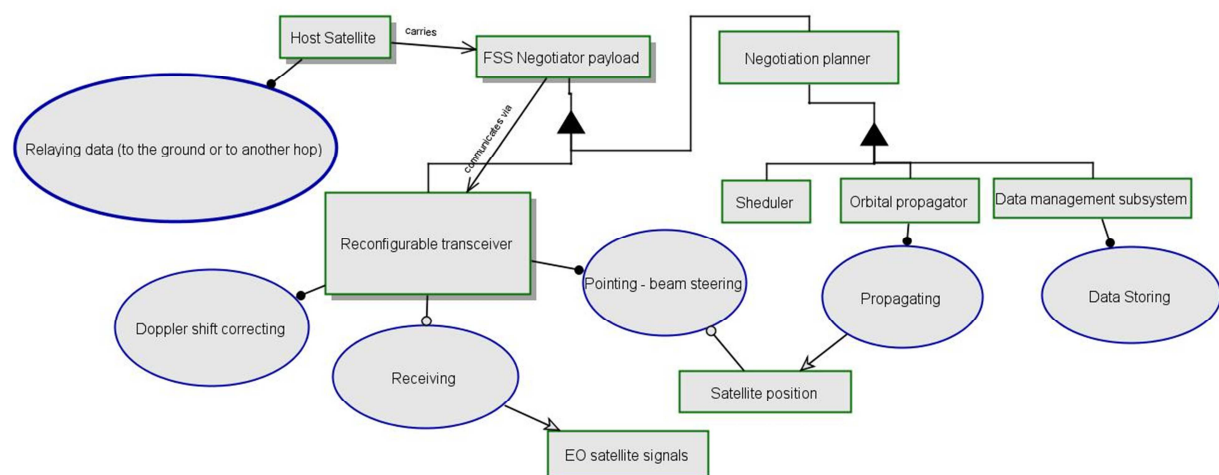 carries
Host Satellite
FSS Negotiator payload
Negotiation planner
communicates via
Relaying data (to the ground or to another hop)
Sheduler
Orbital propagator
Data management subsystem
Reconfigurable transceiver
Pointing - beam steering
Propagating
Data Storing
Doppler shift correcting
Receiving
Satellite position
EO satellite signals